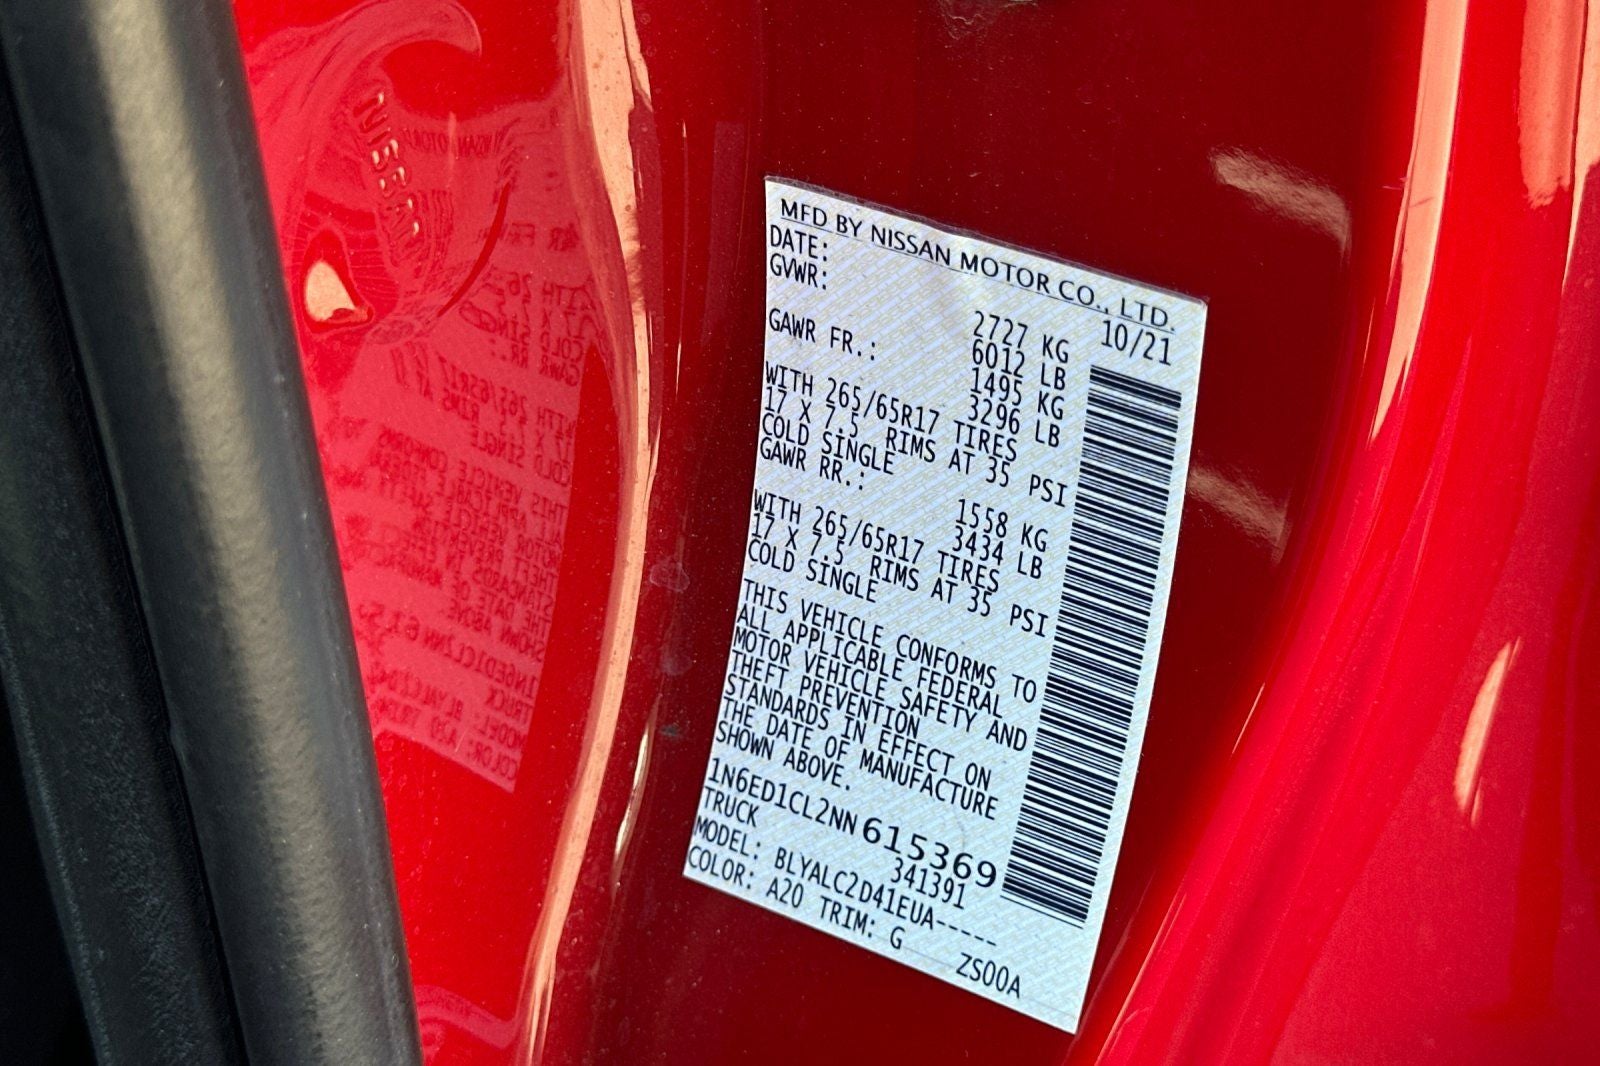 MFD BY NISSAN MOTOR CO., LTD.
DATE: 10/21
GVWR: 2727 KG
6012 LB
GAWR FR.: 1495 KG
3296 LB
WITH 265/65R17 TIRES
17 X 7.5 RIMS AT 35 PSI
COLD SINGLE
GAWR RR.: 1558 KG
3434 LB
WITH 265/65R17 TIRES
17 X 7.5 RIMS AT 35 PSI
COLD SINGLE
THIS VEHICLE CONFORMS TO
ALL APPLICABLE FEDERAL
MOTOR VEHICLE SAFETY AND
THEFT PREVENTION
STANDARDS IN EFFECT ON
THE DATE OF MANUFACTURE
SHOWN ABOVE.
1N6ED1CL2NN615369
TRUCK 341391
MODEL: BLYALC2D41EUA-----
COLOR: A20 TRIM: G ZS00A
NISSAN